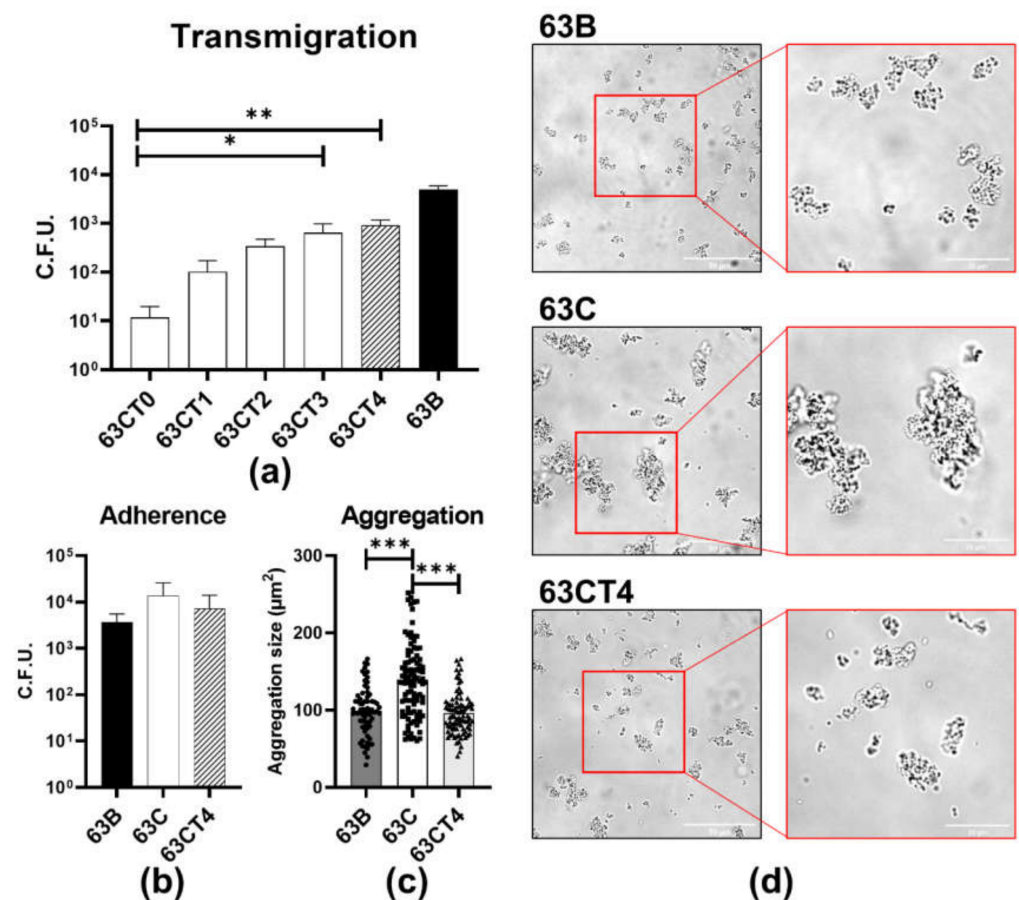 Transmigration
**
*
C.F.U.
10⁵
10⁴
10³
10²
10¹
10⁰
63CT0
63CT1
63CT2
63CT3
63CT4
63B
(a)
Adherence
C.F.U.
10⁵
10⁴
10³
10²
10¹
10⁰
63B
63C
63CT4
(b)
Aggregation
***
***
Aggregation size (µm²)
300
200
100
0
63B
63C
63CT4
(c)
63B
63C
63CT4
(d)